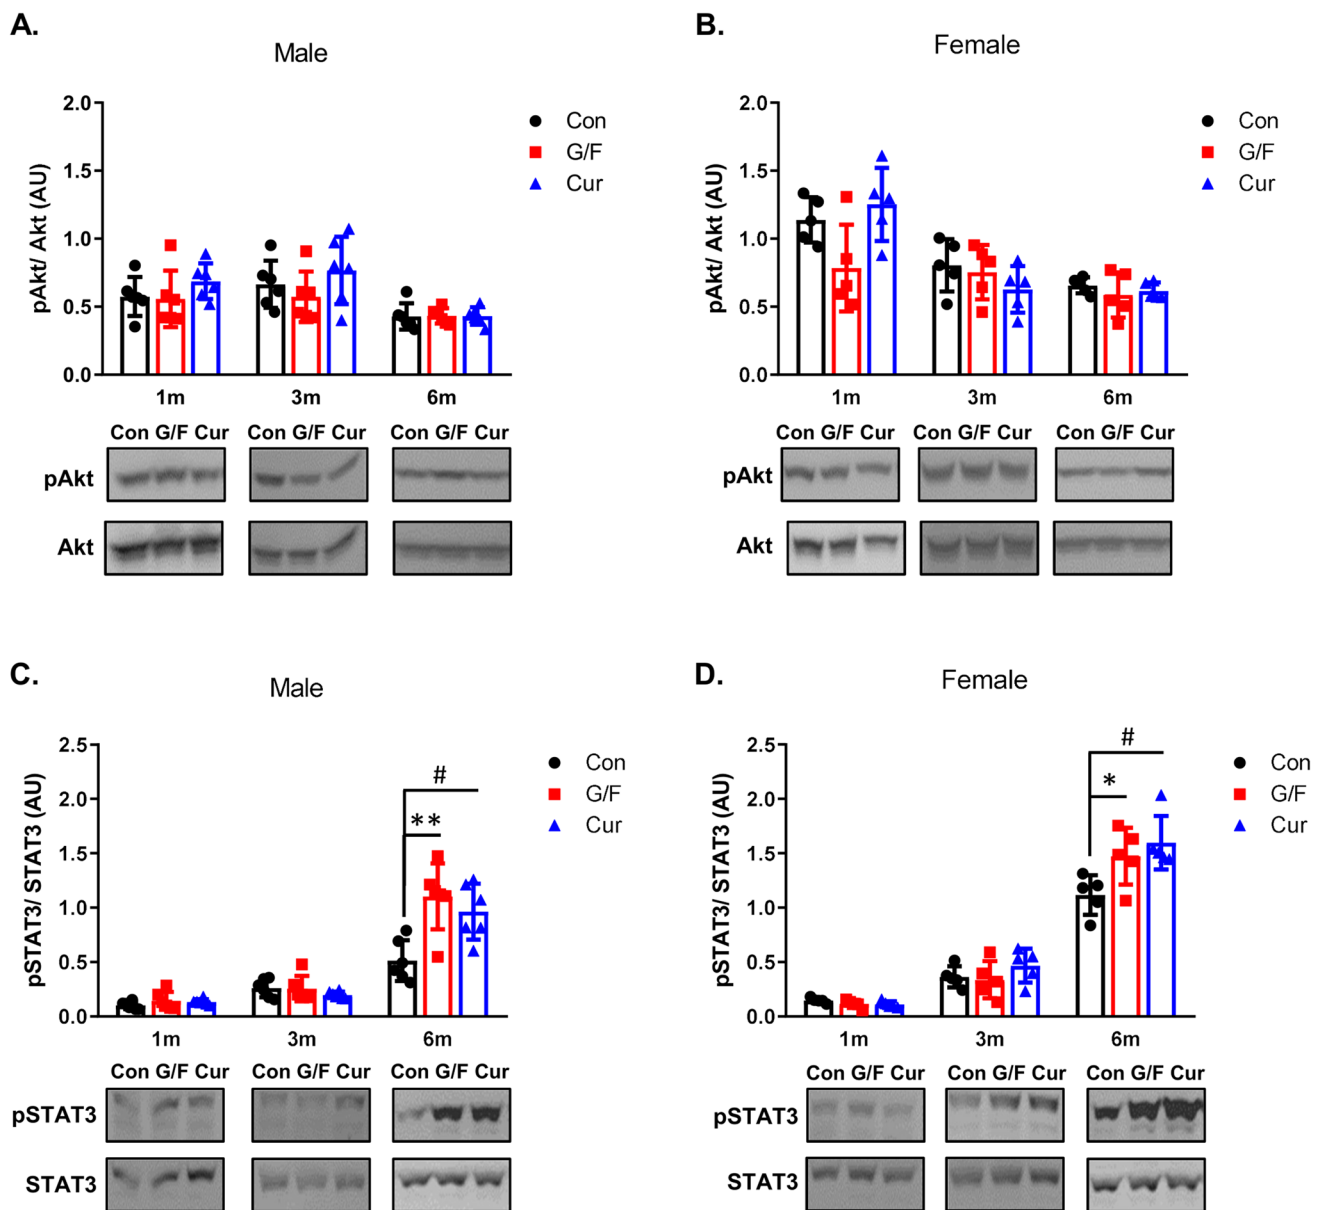 A.
Male
2.0
1.5
1.0
0.5
0.0
pAkt/ Akt (AU)
Con
G/F
Cur
1m 3m 6m
Con G/F Cur Con G/F Cur Con G/F Cur
pAkt
Akt
B.
Female
2.0
1.5
1.0
0.5
0.0
pAkt/ Akt (AU)
Con
G/F
Cur
1m 3m 6m
Con G/F Cur Con G/F Cur Con G/F Cur
pAkt
Akt
C.
Male
2.5
2.0
1.5
1.0
0.5
0.0
pSTAT3/ STAT3 (AU)
#
**
Con
G/F
Cur
1m 3m 6m
Con G/F Cur Con G/F Cur Con G/F Cur
pSTAT3
STAT3
D.
Female
2.5
2.0
1.5
1.0
0.5
0.0
pSTAT3/ STAT3 (AU)
#
*
Con
G/F
Cur
1m 3m 6m
Con G/F Cur Con G/F Cur Con G/F Cur
pSTAT3
STAT3